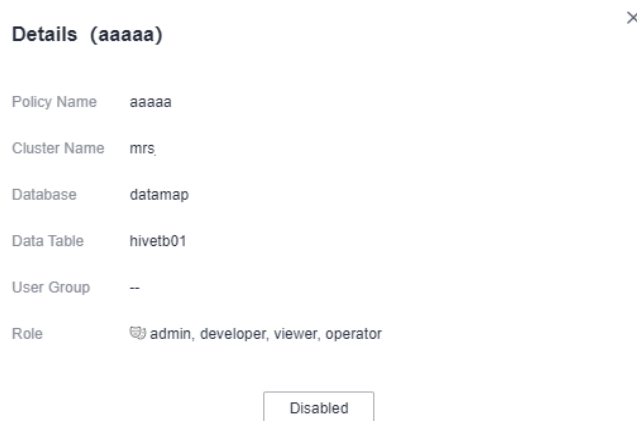 Details (aaaaa)
Policy Name aaaaa
Cluster Name mrs
Database datamap
Data Table hivetb01
User Group --
Role admin, developer, viewer, operator
Disabled